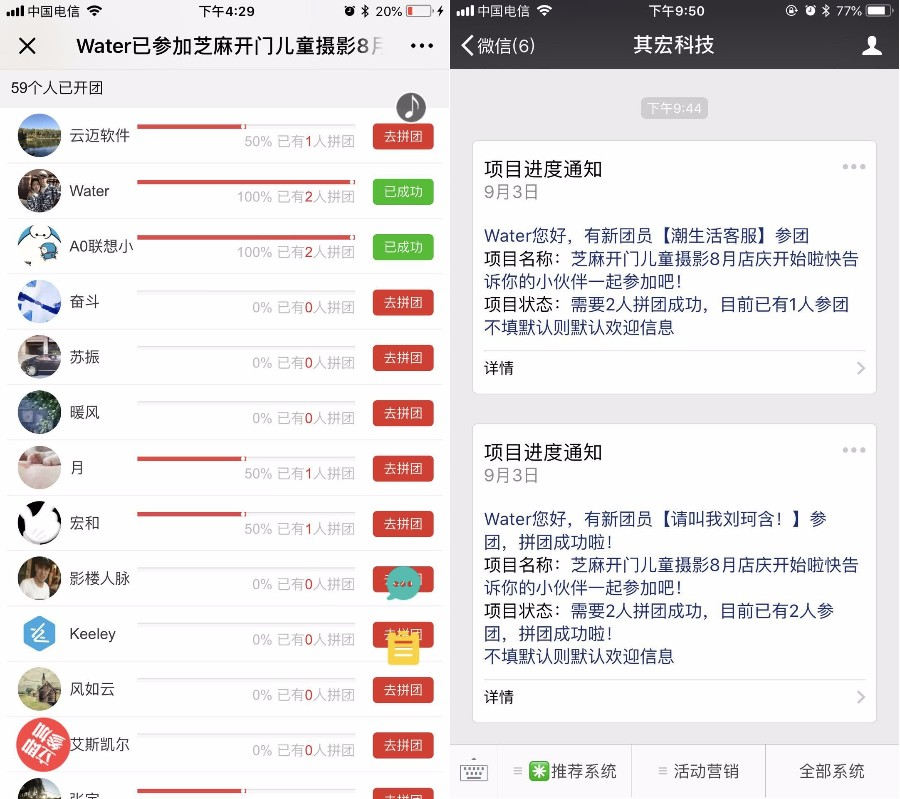 中国电信
下午4:29
20%
Water已参加芝麻开门儿童摄影8月
59个人已开团
云迈软件
50% 已有1人拼团
去拼团
Water
100% 已有2人拼团
已成功
A0联想小
100% 已有2人拼团
已成功
奋斗
0% 已有0人拼团
去拼团
苏振
0% 已有0人拼团
去拼团
暖风
0% 已有0人拼团
去拼团
月
50% 已有1人拼团
去拼团
宏和
50% 已有1人拼团
去拼团
影楼人脉
0% 已有0人拼团
Keeley
0% 已有0人拼团
去拼团
风如云
0% 已有0人拼团
去拼团
立即参加
艾斯凯尔
0% 已有0人拼团
去拼团
中国电信
下午9:50
77%
微信(6)
其宏科技
下午9:44
项目进度通知
9月3日
Water您好，有新团员【潮生活客服】参团
项目名称：芝麻开门儿童摄影8月店庆开始啦快告
诉你的小伙伴一起参加吧！
项目状态：需要2人拼团成功，目前已有1人参团
不填默认则默认欢迎信息
详情
项目进度通知
9月3日
Water您好，有新团员【请叫我刘珂含！】参
团，拼团成功啦！
项目名称：芝麻开门儿童摄影8月店庆开始啦快告
诉你的小伙伴一起参加吧！
项目状态：需要2人拼团成功，目前已有2人参
团，拼团成功啦！
不填默认则默认欢迎信息
详情
推荐系统
活动营销
全部系统